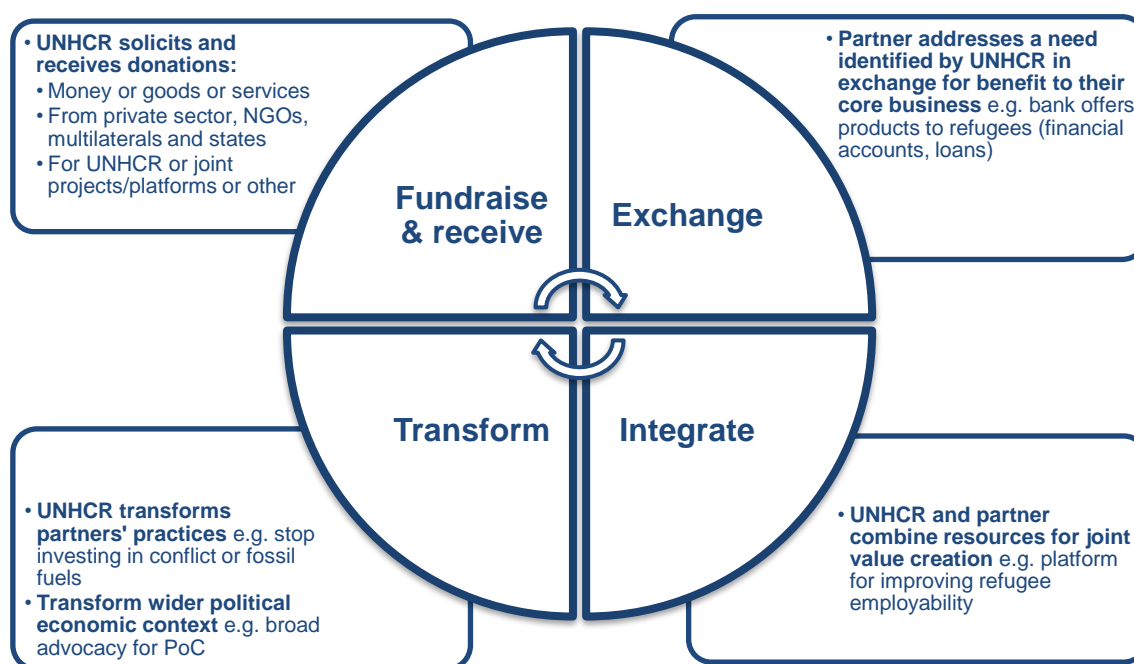 • UNHCR solicits and
receives donations:
• Money or goods or services
• From private sector, NGOs,
multilaterals and states
• For UNHCR or joint
projects/platforms or other
• Partner addresses a need
identified by UNHCR in
exchange for benefit to their
core business e.g. bank offers
products to refugees (financial
accounts, loans)
Fundraise
& receive
Exchange
Transform
Integrate
• UNHCR transforms
partners' practices e.g. stop
investing in conflict or fossil
fuels
• Transform wider political
economic context e.g. broad
advocacy for PoC
• UNHCR and partner
combine resources for joint
value creation e.g. platform
for improving refugee
employability